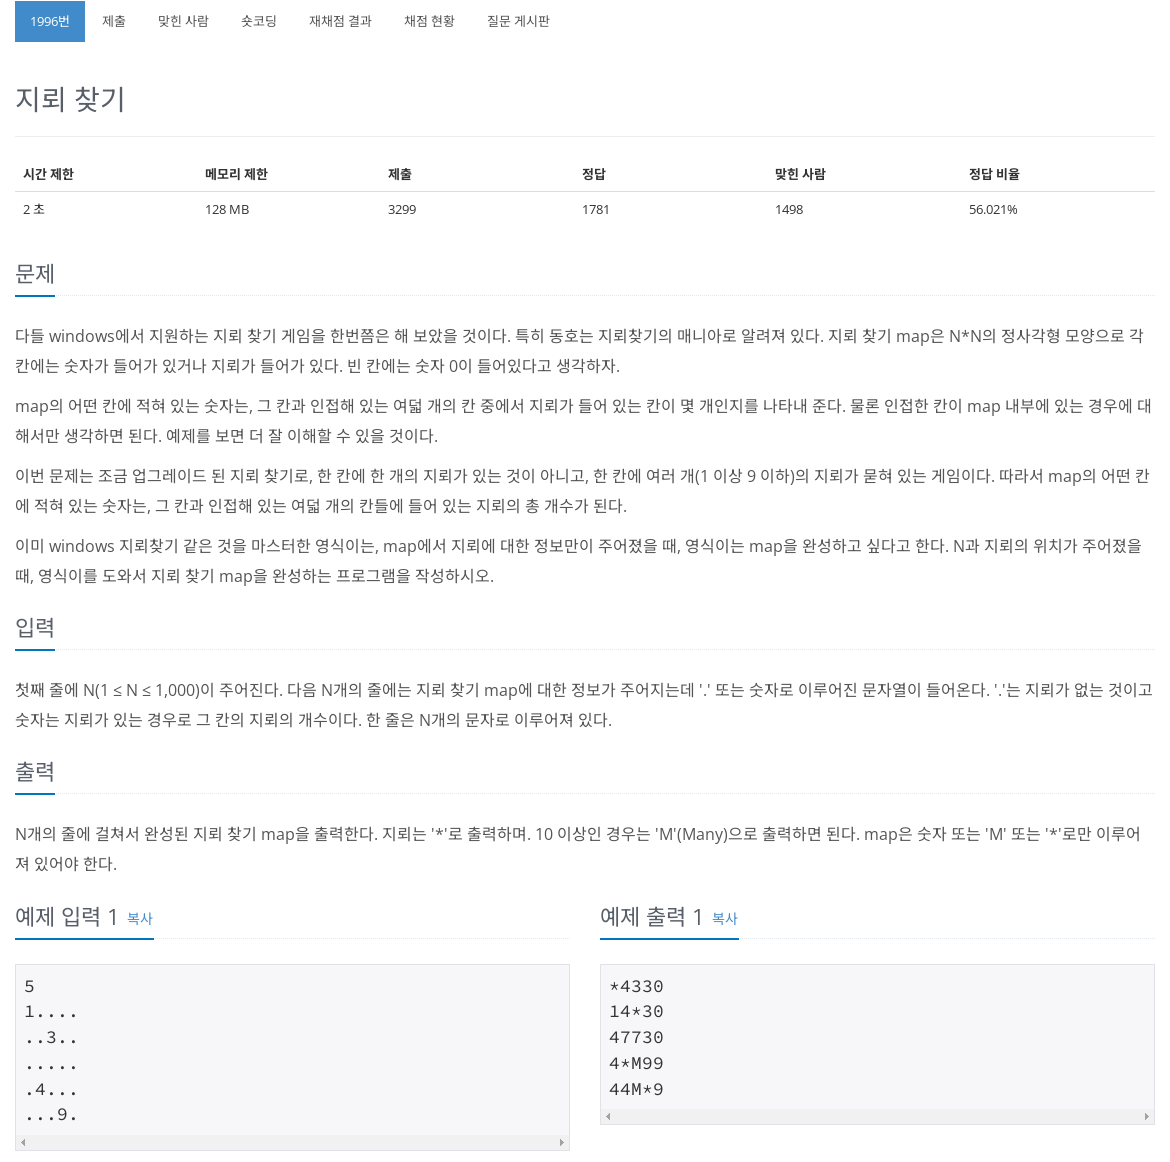 1996번 제출 맞힌 사람 숏코딩 재채점 결과 채점 현황 질문 게시판
지뢰 찾기
시간 제한 메모리 제한 제출 정답 맞힌 사람 정답 비율
2 초 128 MB 3299 1781 1498 56.021%
문제
다들 windows에서 지원하는 지뢰 찾기 게임을 한번쯤은 해 보았을 것이다. 특히 동호는 지뢰찾기의 매니아로 알려져 있다. 지뢰 찾기 map은 N*N의 정사각형 모양으로 각
칸에는 숫자가 들어가 있거나 지뢰가 들어가 있다. 빈 칸에는 숫자 0이 들어있다고 생각하자.
map의 어떤 칸에 적혀 있는 숫자는, 그 칸과 인접해 있는 여덟 개의 칸 중에서 지뢰가 들어 있는 칸이 몇 개인지를 나타내 준다. 물론 인접한 칸이 map 내부에 있는 경우에 대
해서만 생각하면 된다. 예제를 보면 더 잘 이해할 수 있을 것이다.
이번 문제는 조금 업그레이드 된 지뢰 찾기로, 한 칸에 한 개의 지뢰가 있는 것이 아니고, 한 칸에 여러 개(1 이상 9 이하)의 지뢰가 묻혀 있는 게임이다. 따라서 map의 어떤 칸
에 적혀 있는 숫자는, 그 칸과 인접해 있는 여덟 개의 칸들에 들어 있는 지뢰의 총 개수가 된다.
이미 windows 지뢰찾기 같은 것을 마스터한 영식이는, map에서 지뢰에 대한 정보만이 주어졌을 때, 영식이는 map을 완성하고 싶다고 한다. N과 지뢰의 위치가 주어졌을
때, 영식이를 도와서 지뢰 찾기 map을 완성하는 프로그램을 작성하시오.
입력
첫째 줄에 N(1 ≤ N ≤ 1,000)이 주어진다. 다음 N개의 줄에는 지뢰 찾기 map에 대한 정보가 주어지는데 '.' 또는 숫자로 이루어진 문자열이 들어온다. '.'는 지뢰가 없는 것이고
숫자는 지뢰가 있는 경우로 그 칸의 지뢰의 개수이다. 한 줄은 N개의 문자로 이루어져 있다.
출력
N개의 줄에 걸쳐서 완성된 지뢰 찾기 map을 출력한다. 지뢰는 '*'로 출력하며. 10 이상인 경우는 'M'(Many)으로 출력하면 된다. map은 숫자 또는 'M' 또는 '*'로만 이루어
져 있어야 한다.
예제 입력 1 복사
5
1....
..3..
.....
.4...
...9.
예제 출력 1 복사
*4330
14*30
47730
4*M99
44M*9